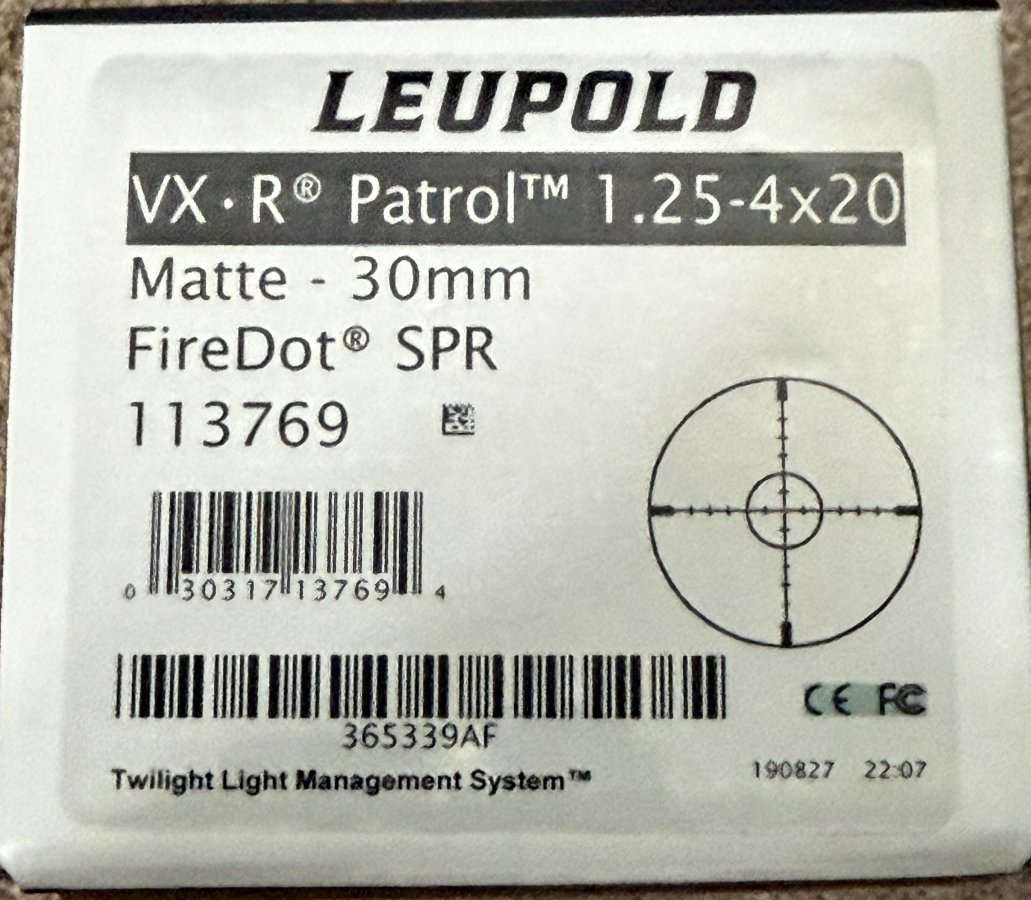 LEUPOLD
VX·R® Patrol™ 1.25-4x20
Matte - 30mm
FireDot® SPR
113769
0 30317 13769 4
365339AF
CE FC
Twilight Light Management System™
190827 22:07